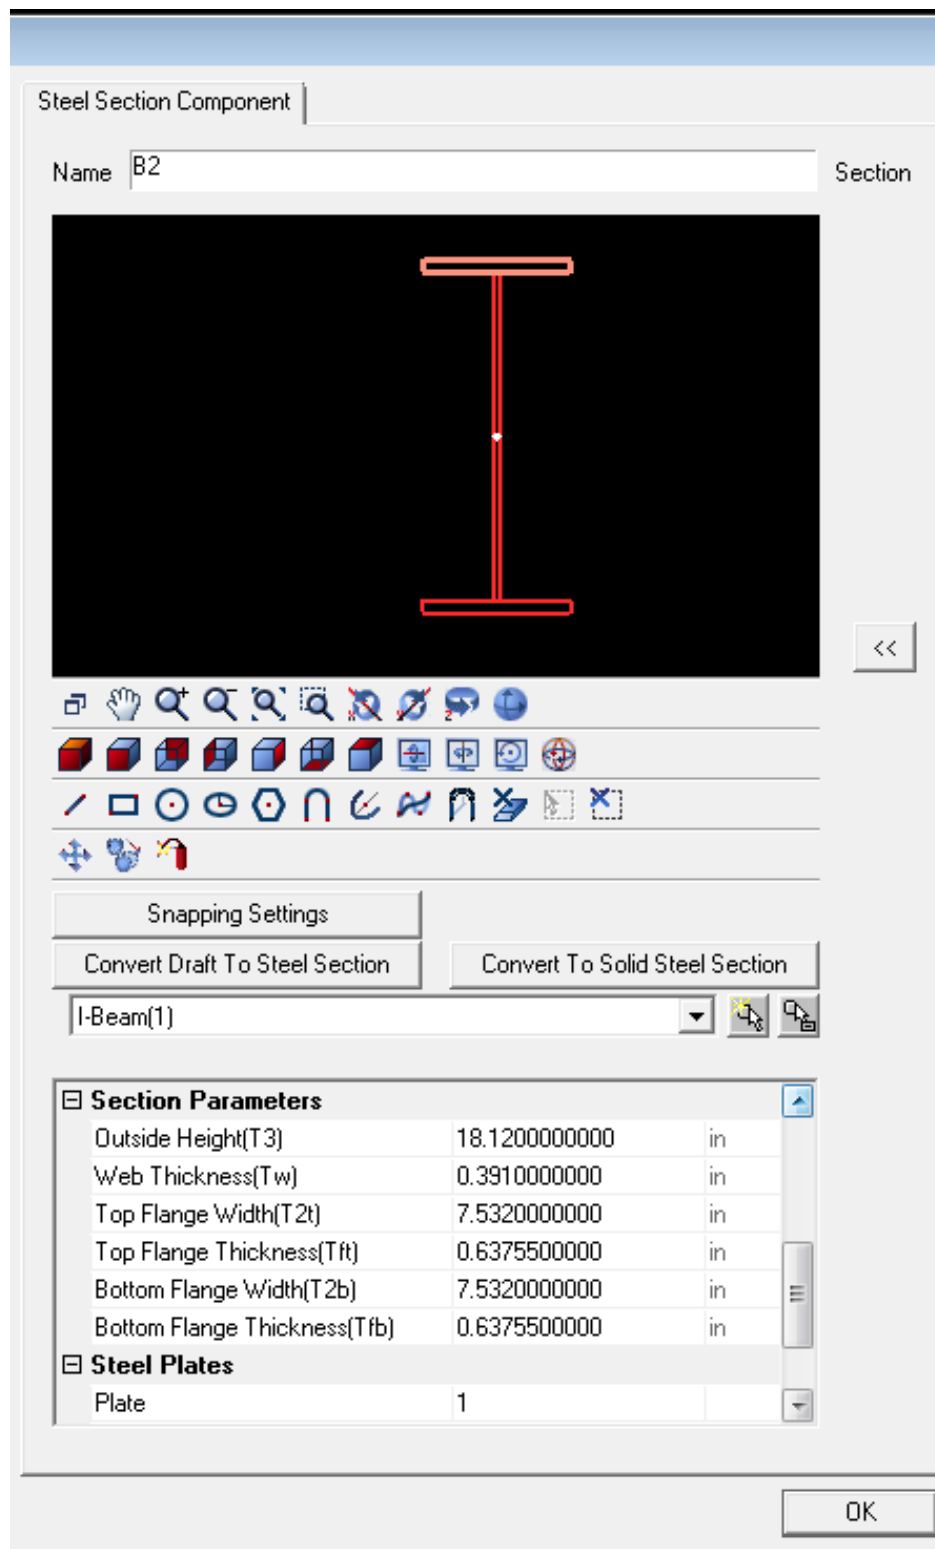 Steel Section Component
Name B2 Section
<<
Snapping Settings
Convert Draft To Steel Section Convert To Solid Steel Section
I-Beam(1)
Section Parameters
Outside Height(T3) 18.1200000000 in
Web Thickness(Tw) 0.3910000000 in
Top Flange Width(T2t) 7.5320000000 in
Top Flange Thickness(Tft) 0.6375500000 in
Bottom Flange Width(T2b) 7.5320000000 in
Bottom Flange Thickness(Tfb) 0.6375500000 in
Steel Plates
Plate 1
OK